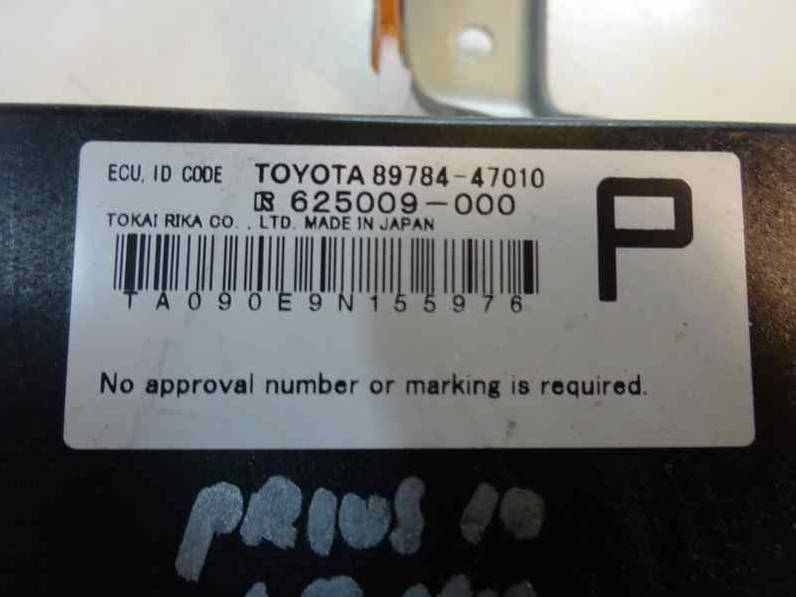 ECU, ID CODE TOYOTA 89784-47010
R 625009-000
TOKAI RIKA CO., LTD. MADE IN JAPAN
P
TA090E9N155976
No approval number or marking is required.
PRIUS 10